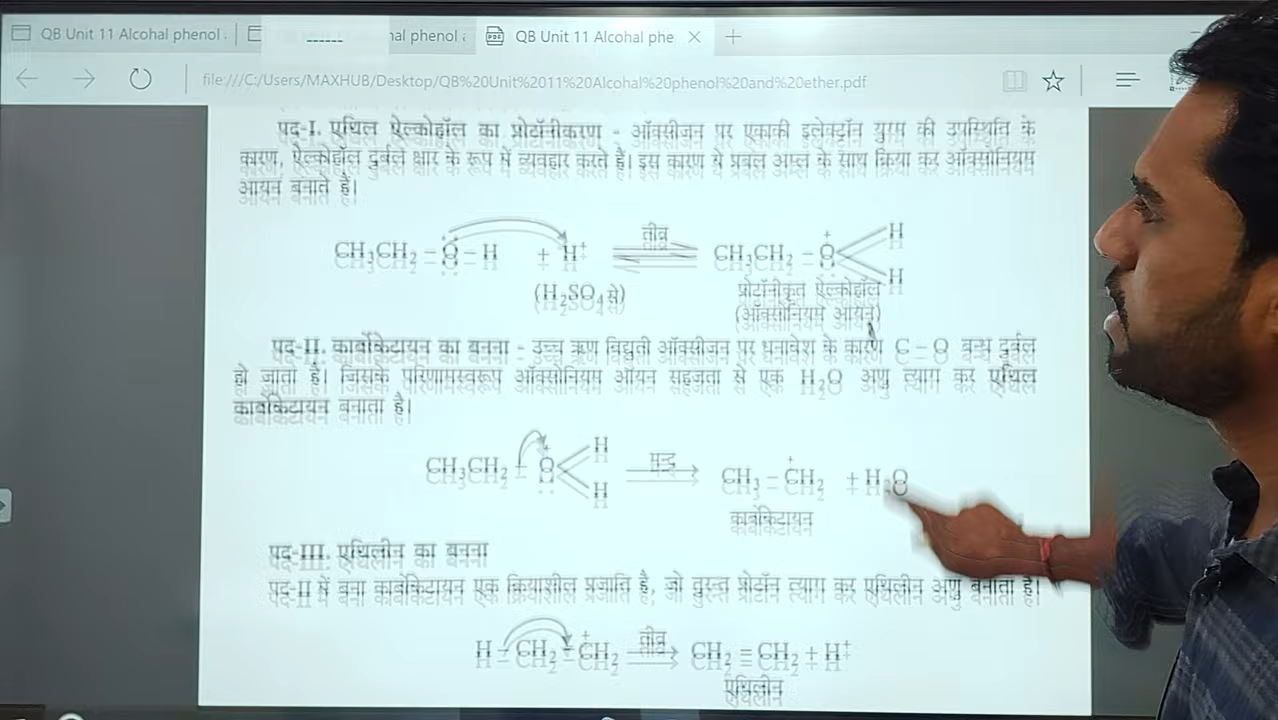 QB Unit 11 Alcohal phenol
hal phenol
QB Unit 11 Alcohal phe
file:///C:/Users/MAXHUB/Desktop/QB%20Unit%2011%20Alcohal%20phenol%20and%20ether.pdf
पद-I. एथिल ऐल्कोहॉल का प्रोटॉनीकरण - ऑक्सीजन पर एकाकी इलेक्ट्रॉन युग्म की उपस्थिति के
कारण, ऐल्कोहॉल दुर्बल क्षार के रूप में व्यवहार करते है। इस कारण ये प्रबल अम्ल के साथ क्रिया कर ऑक्सोनियम
आयन बनाते है।
CH₃CH₂ – O – H + H⁺ तीव्र CH₃CH₂ – O⁺ H H
(H₂SO₄ से) प्रोटॉनीकृत ऐल्कोहॉल
(ऑक्सोनियम आयन)
पद-II. कार्बोकैटायन का बनना - उच्च ऋण विद्युती ऑक्सीजन पर धनावेश के कारण C – O बन्ध दुर्बल
हो जाता है। जिसके परिणामस्वरूप ऑक्सोनियम ऑयन सहजता से एक H₂O अणु त्याग कर एथिल
कार्बोकैटायन बनाता है।
CH₃CH₂ – O⁺ H H मन्द CH₃ – C⁺H₂ + H₂O
कार्बोकैटायन
पद-III. एथिलीन का बनना
पद-II में बना कार्बोकैटायन एक क्रियाशील प्रजाति है, जो तुरन्त प्रोटॉन त्याग कर एथिलीन अणु बनाता है।
H – CH₂ – C⁺H₂ तीव्र CH₂ = CH₂ + H⁺
एथिलीन